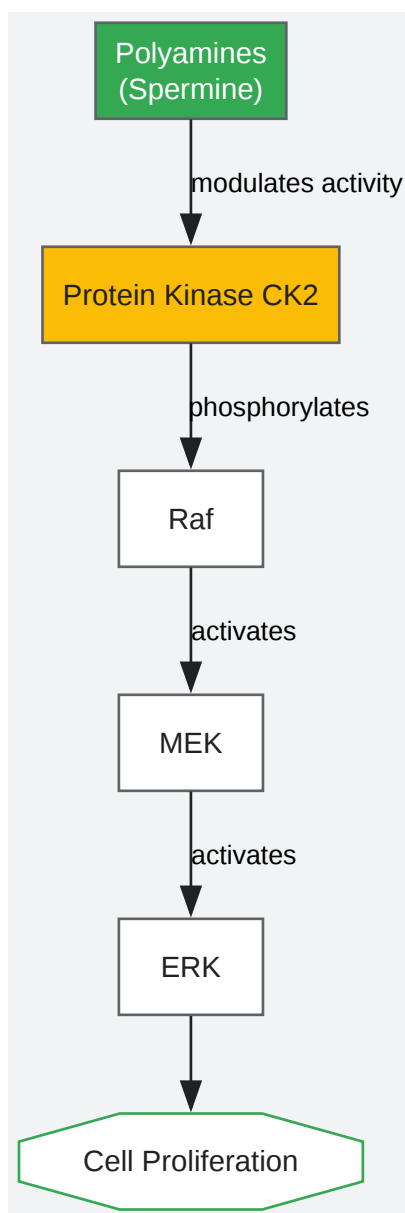 Polyamines
(Spermine)
modulates activity
Protein Kinase CK2
phosphorylates
Raf
activates
MEK
activates
ERK
Cell Proliferation